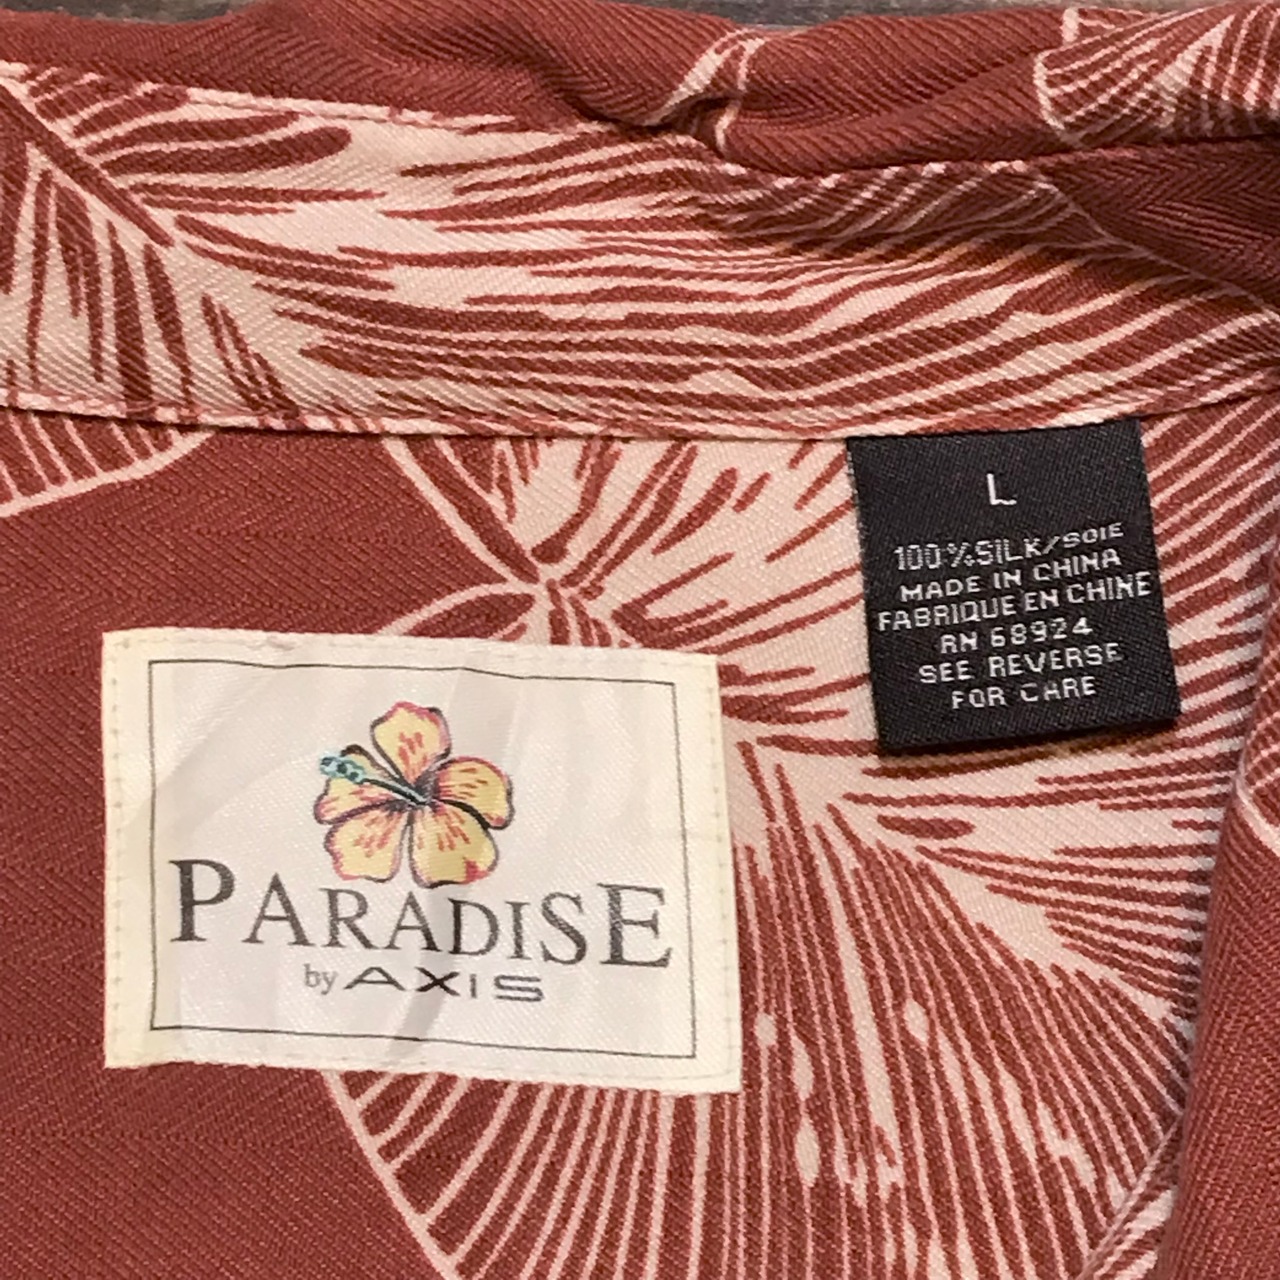 L
100%SILK/SOIE
MADE IN CHINA
FABRIQUE EN CHINE
RN 68924
SEE REVERSE
FOR CARE
PARADISE
by AXiS